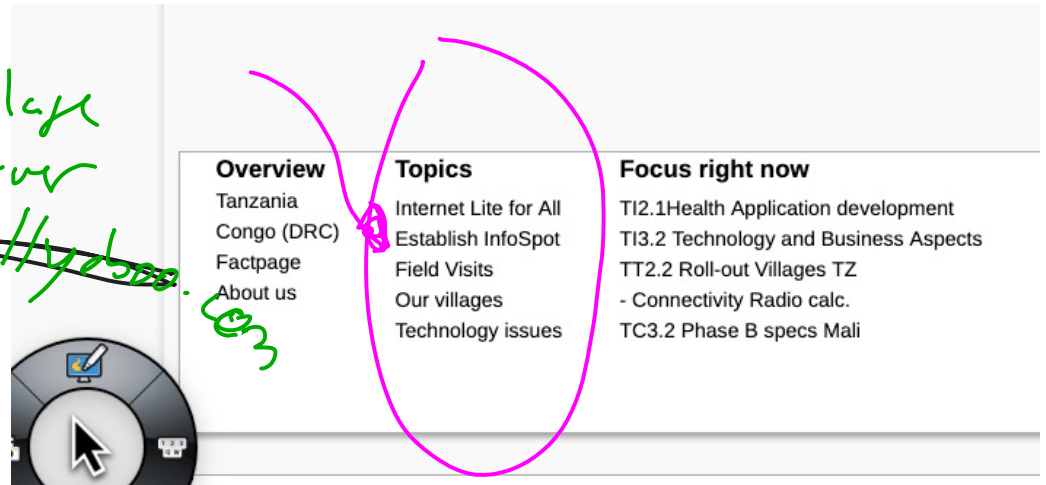 Overview
Tanzania
Congo (DRC)
Factpage
About us
Topics
Internet Lite for All
Establish InfoSpot
Field Visits
Our villages
Technology issues
Focus right now
TI2.1Health Application development
TI3.2 Technology and Business Aspects
TT2.2 Roll-out Villages TZ
- Connectivity Radio calc.
TC3.2 Phase B specs Mali